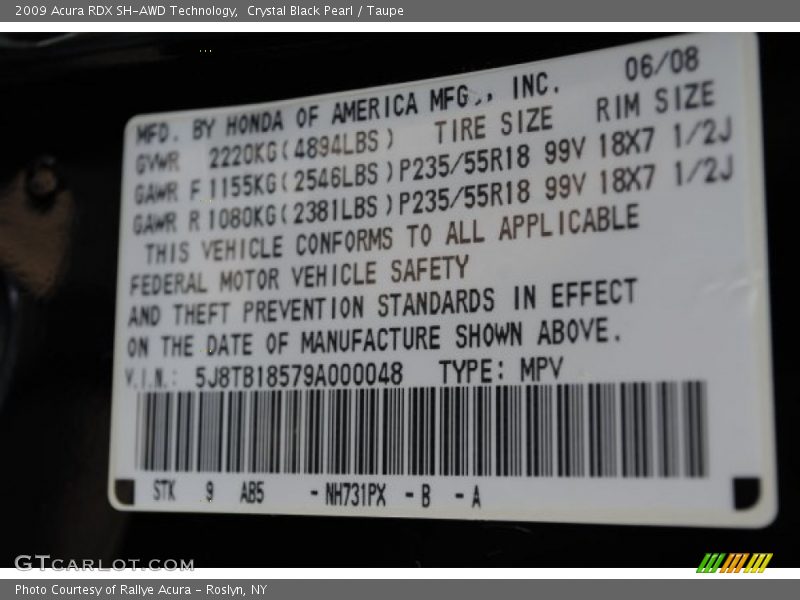 2009 Acura RDX SH-AWD Technology,  Crystal Black Pearl / Taupe
06/08
MFD. BY HONDA OF AMERICA MFG., INC.
GVWR 2220KG(4894LBS) TIRE SIZE RIM SIZE
GAWR F 1155KG(2546LBS)P235/55R18 99V 18X7 1/2J
GAWR R 1080KG(2381LBS)P235/55R18 99V 18X7 1/2J
THIS VEHICLE CONFORMS TO ALL APPLICABLE
FEDERAL MOTOR VEHICLE SAFETY
AND THEFT PREVENTION STANDARDS IN EFFECT
ON THE DATE OF MANUFACTURE SHOWN ABOVE.
V.I.N.: 5J8TB18579A000048 TYPE: MPV
STK 9 AB5 -NH731PX -B -A
GTCARLOT.COM
Photo Courtesy of Rallye Acura - Roslyn, NY